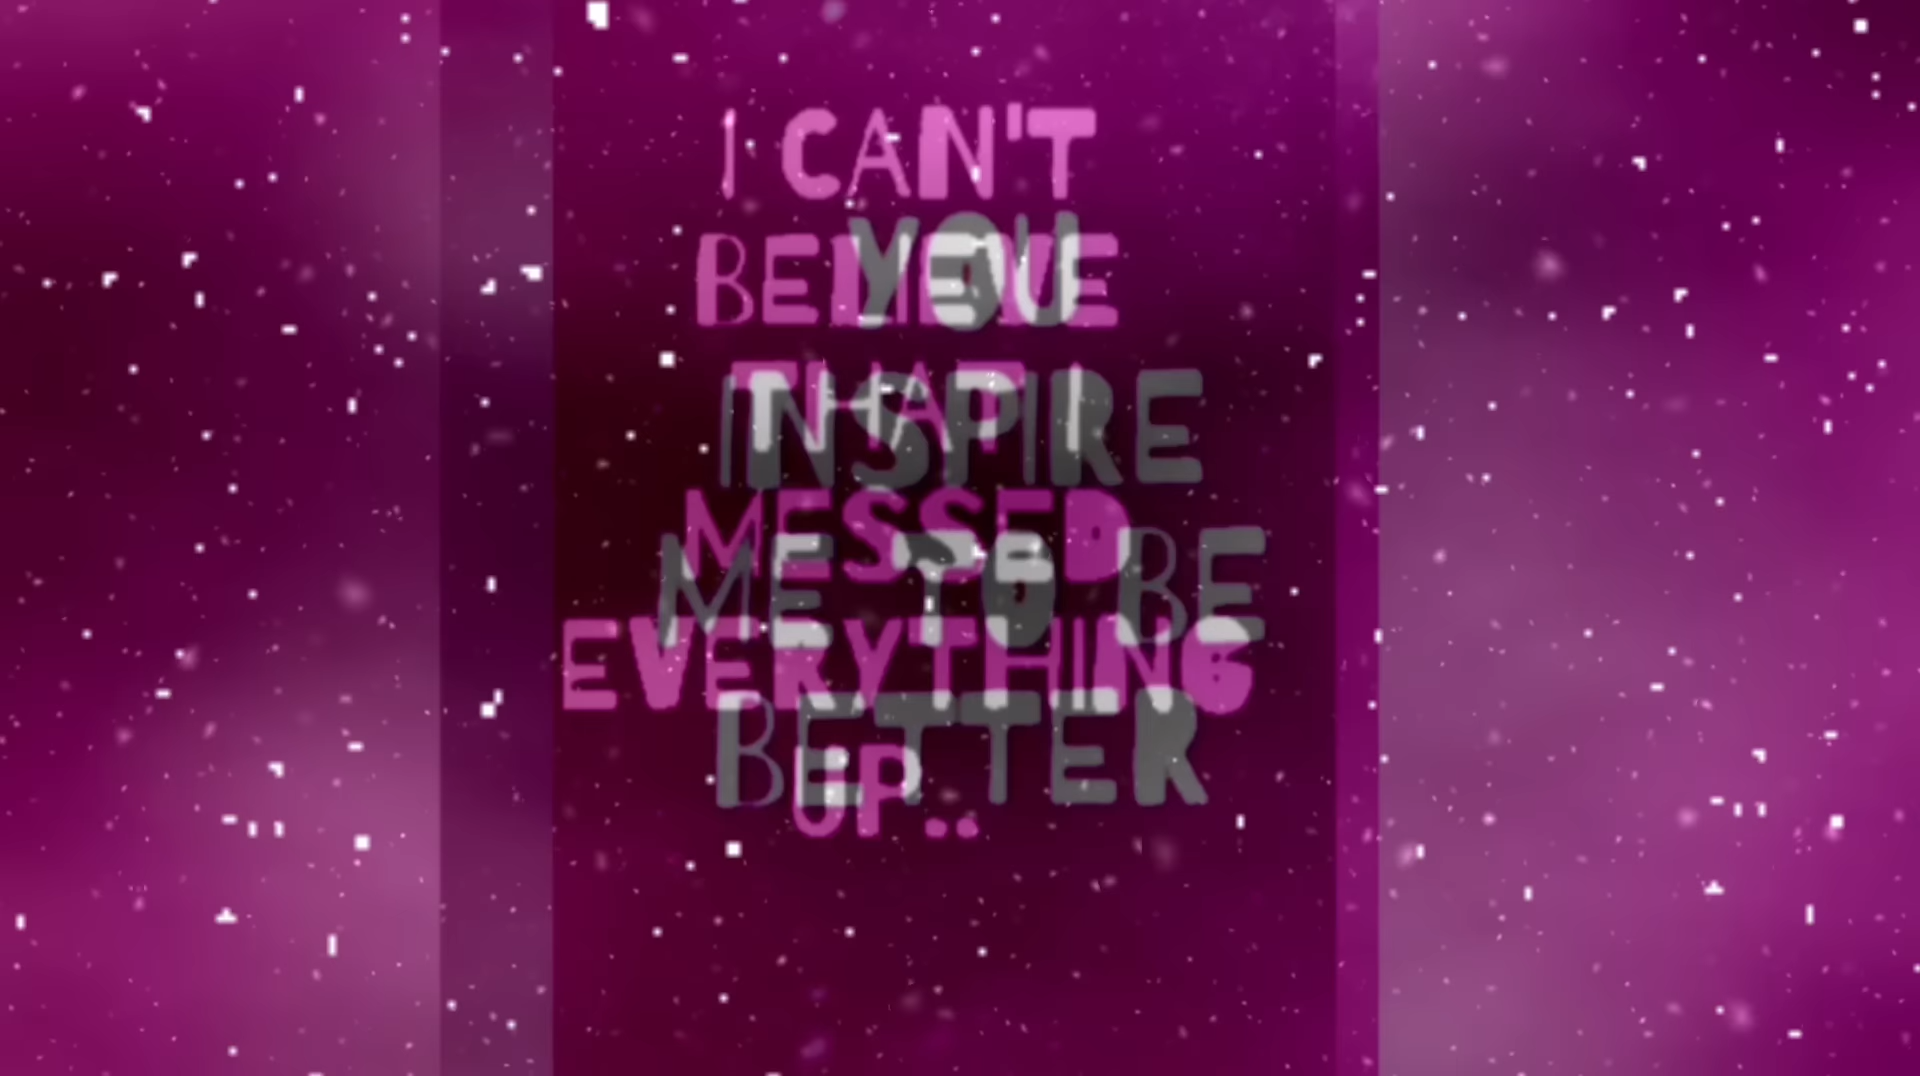 I CAN'T
BELIEVE
THAT I
MESSED
EVERYTHING
UP..
YOU
INSPIRE
ME TO BE
BETTER